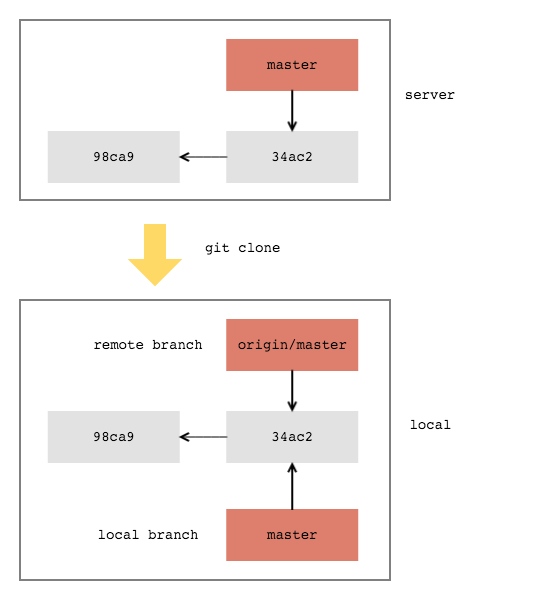 master
server
98ca9
34ac2
git clone
remote branch
origin/master
98ca9
34ac2
local
local branch
master